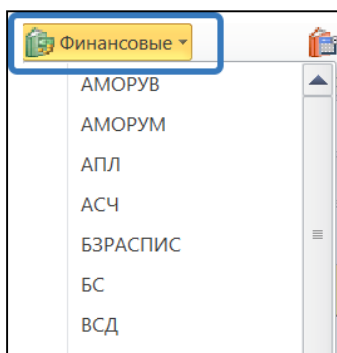 Финансовые
АМОРУВ
АМОРУМ
АПЛ
АСЧ
БЗРАСПИС
БС
ВСД